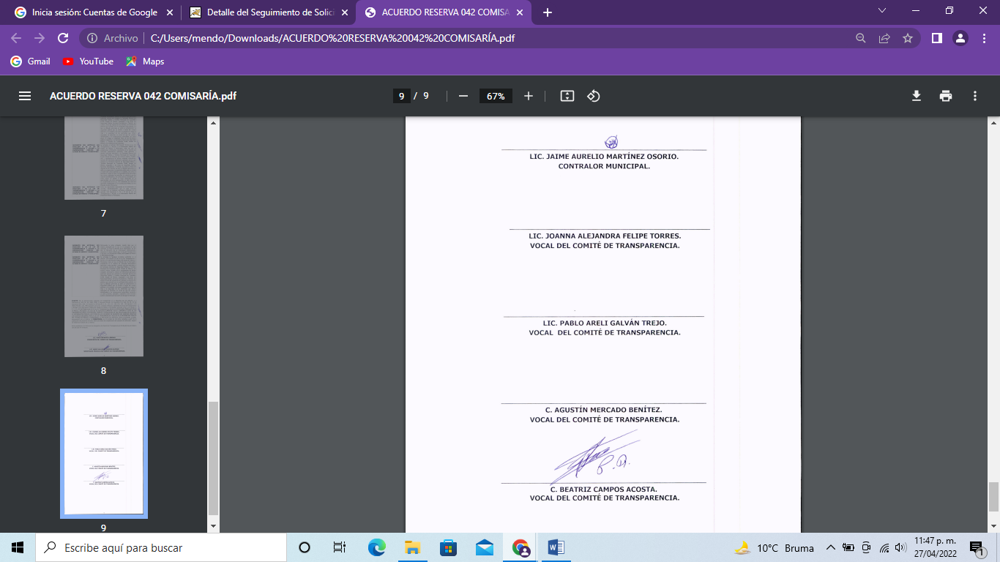 Inicia sesión: Cuentas de Google
Detalle del Seguimiento de Solici
ACUERDO RESERVA 042 COMISA
Archivo
C:/Users/mendo/Downloads/ACUERDO%20RESERVA%20042%20COMISARÍA.pdf
Gmail
YouTube
Maps
ACUERDO RESERVA 042 COMISARÍA.pdf
9 / 9
67%
7
8
9
LIC. JAIME AURELIO MARTÍNEZ OSORIO.
CONTRALOR MUNICIPAL.
LIC. JOANNA ALEJANDRA FELIPE TORRES.
VOCAL DEL COMITÉ DE TRANSPARENCIA.
LIC. PABLO ARELI GALVÁN TREJO.
VOCAL DEL COMITÉ DE TRANSPARENCIA.
C. AGUSTÍN MERCADO BENÍTEZ.
VOCAL DEL COMITÉ DE TRANSPARENCIA.
C. BEATRIZ CAMPOS ACOSTA.
VOCAL DEL COMITÉ DE TRANSPARENCIA.
Escribe aquí para buscar
10°C Bruma
11:47 p. m.
27/04/2022
1